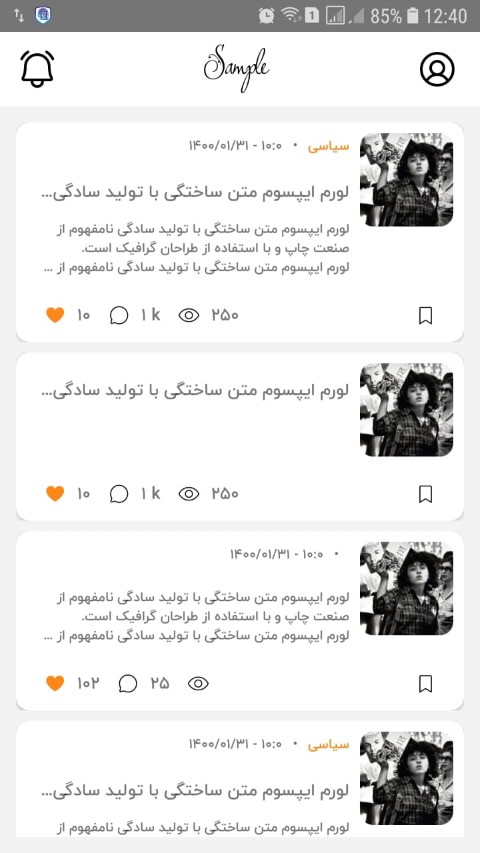 85% 12:40
Sample
سیاسی • ۱۴۰۰/۰۱/۳۱ - ۱۰:۰
لورم ایپسوم متن ساختگی با تولید سادگی...
لورم ایپسوم متن ساختگی با تولید سادگی نامفهوم از
صنعت چاپ و با استفاده از طراحان گرافیک است.
لورم ایپسوم متن ساختگی با تولید سادگی نامفهوم از ...
۱۰ ۱ k ۲۵۰
لورم ایپسوم متن ساختگی با تولید سادگی...
۱۰ ۱ k ۲۵۰
• ۱۴۰۰/۰۱/۳۱ - ۱۰:۰
لورم ایپسوم متن ساختگی با تولید سادگی نامفهوم از
صنعت چاپ و با استفاده از طراحان گرافیک است.
لورم ایپسوم متن ساختگی با تولید سادگی نامفهوم از ...
۱۰۲ ۲۵
سیاسی • ۱۴۰۰/۰۱/۳۱ - ۱۰:۰
لورم ایپسوم متن ساختگی با تولید سادگی...
لورم ایپسوم متن ساختگی با تولید سادگی نامفهوم از